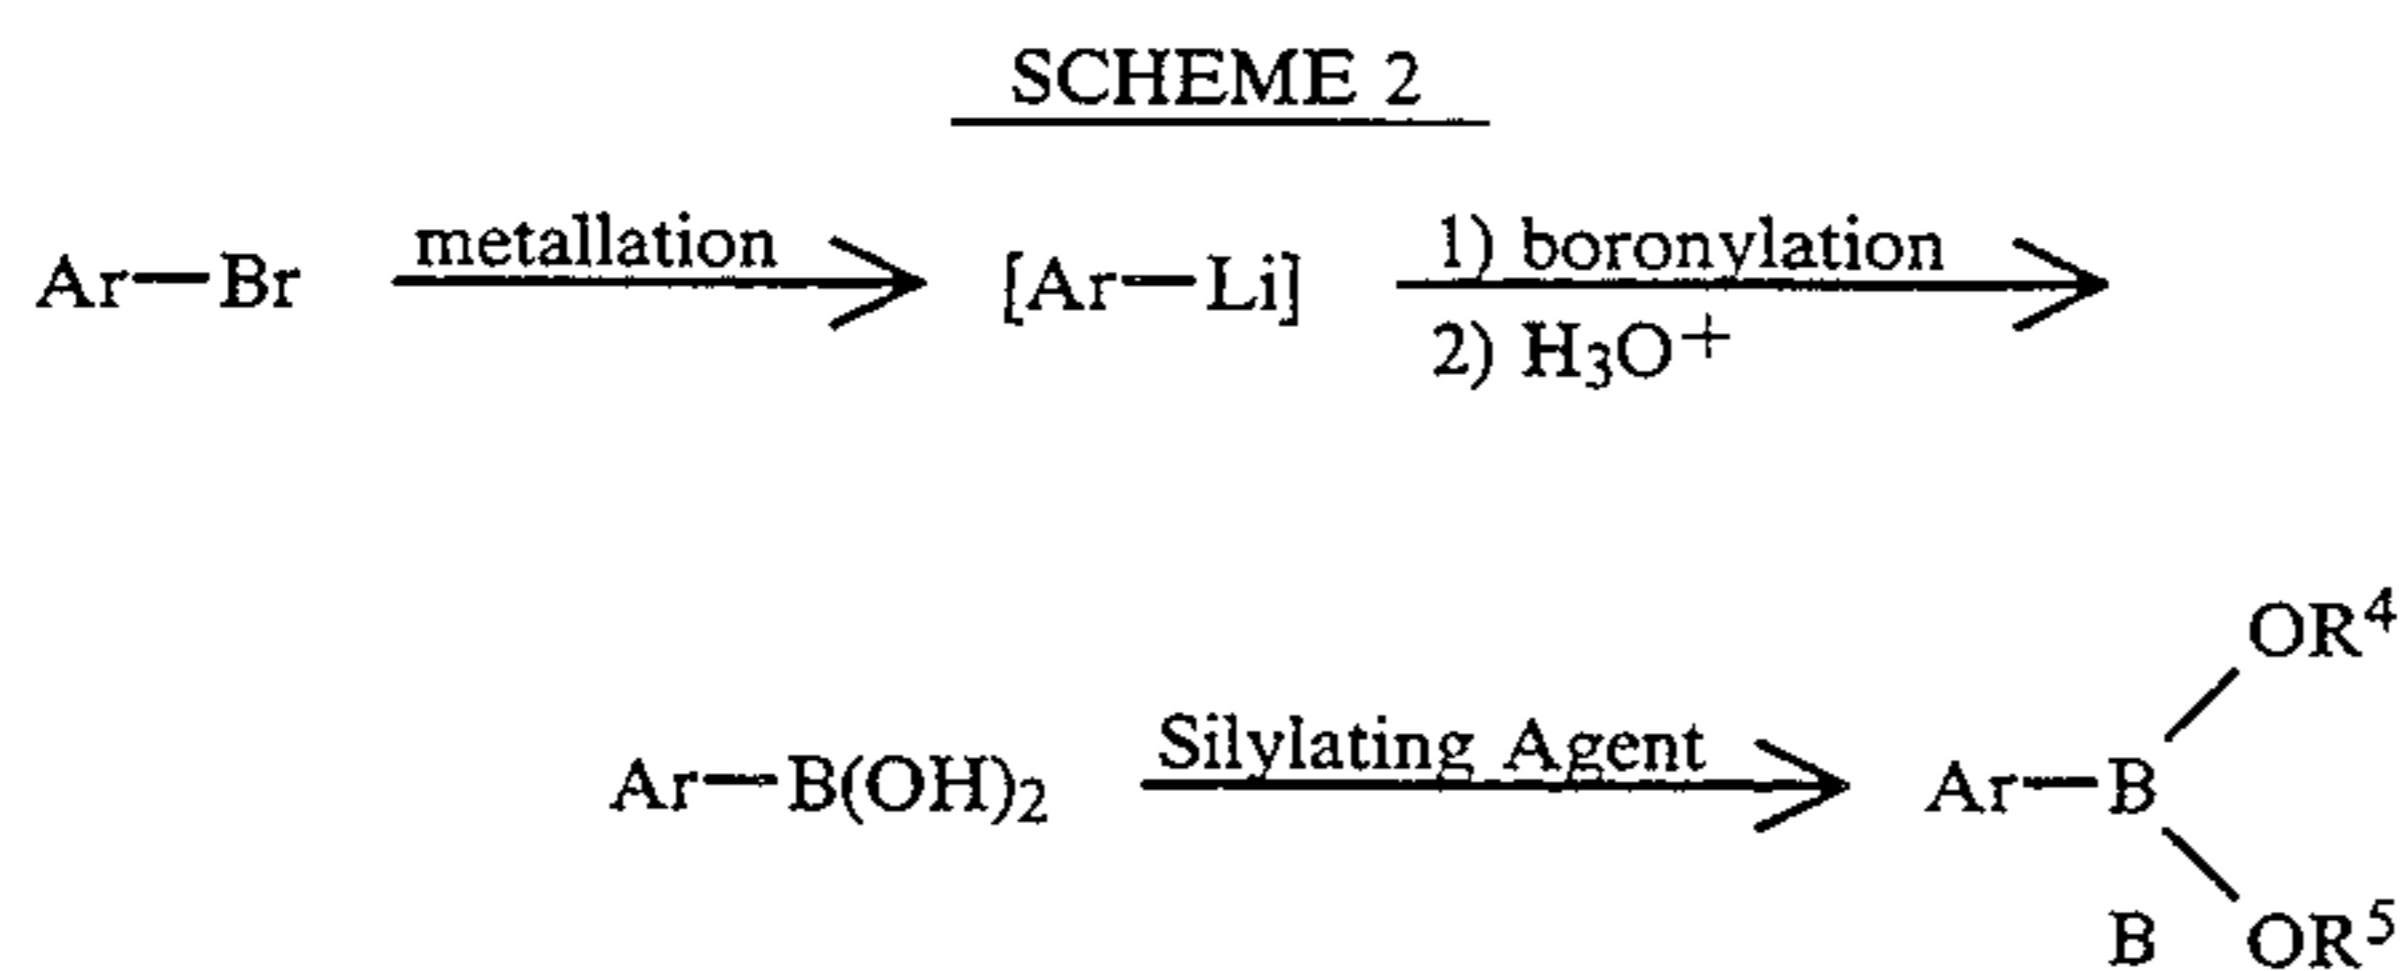 SCHEME 2
Ar—Br metallation [Ar—Li] 1) boronylation
2) H3O+
OR4
Ar—B(OH)2 Silylating Agent Ar—B
B OR5